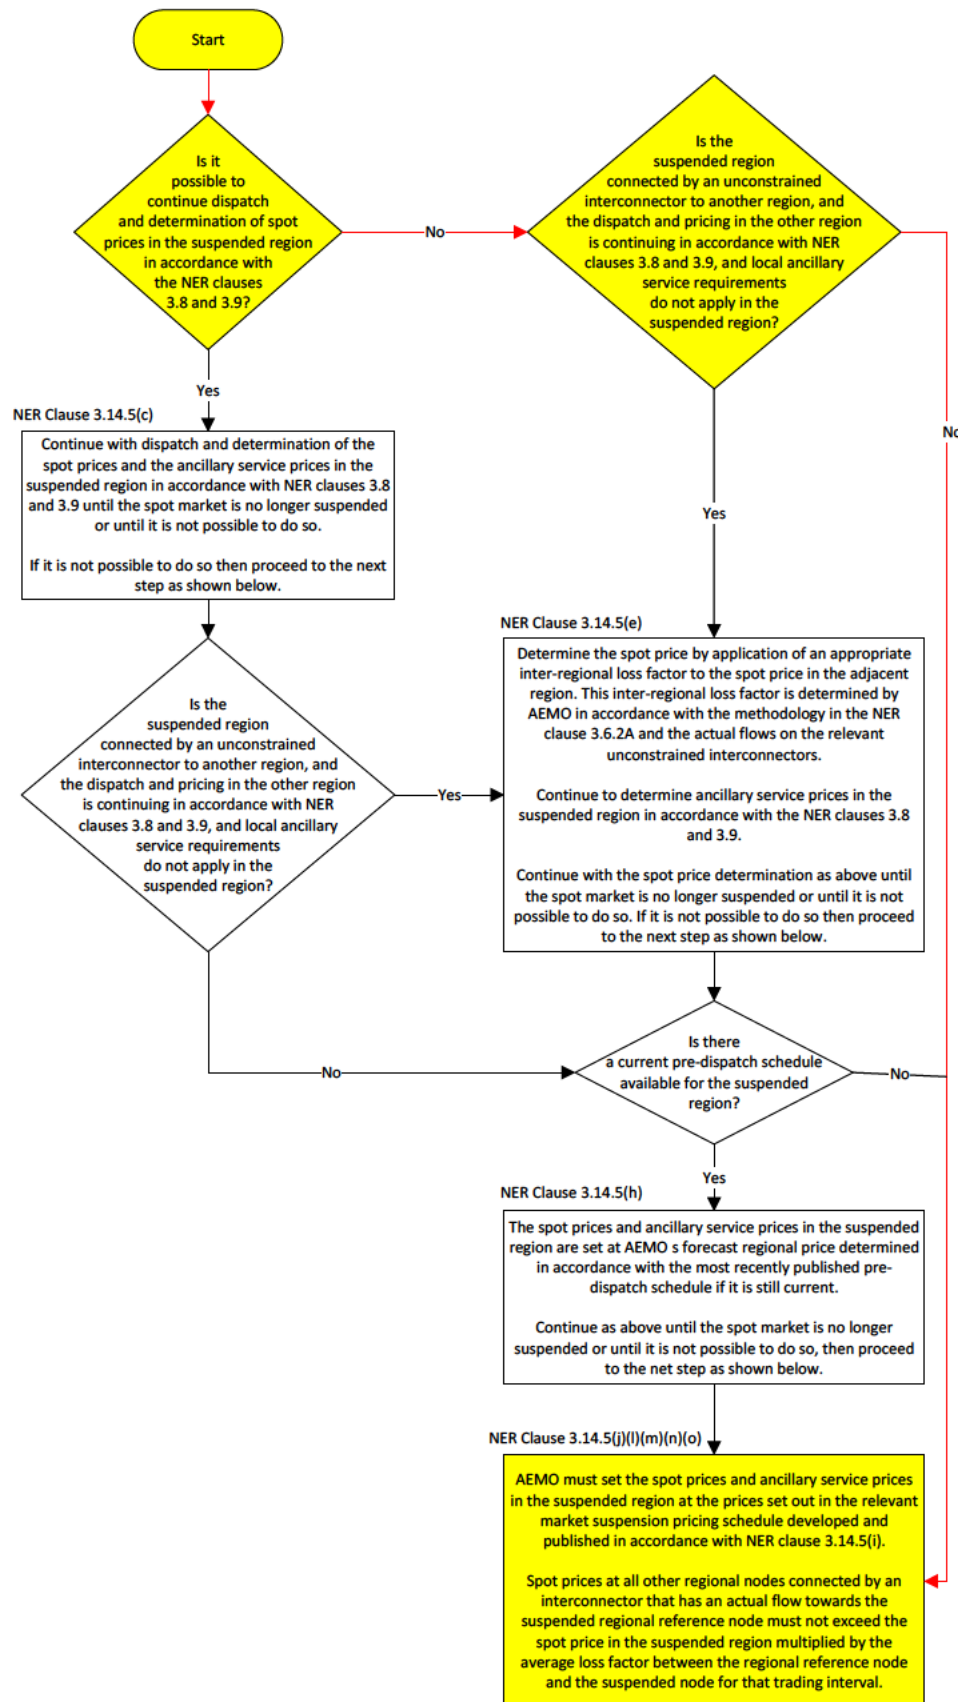 Start
Is it
possible to
continue dispatch
and determination of spot
prices in the suspended region
in accordance with
the NER clauses
3.8 and 3.9?
No
Is the
suspended region
connected by an unconstrained
interconnector to another region, and
the dispatch and pricing in the other region
is continuing in accordance with NER
clauses 3.8 and 3.9, and local ancillary
service requirements
do not apply in the
suspended region?
No
Yes
NER Clause 3.14.5(c)
Continue with dispatch and determination of the
spot prices and the ancillary service prices in the
suspended region in accordance with NER clauses 3.8
and 3.9 until the spot market is no longer suspended
or until it is not possible to do so.
If it is not possible to do so then proceed to the next
step as shown below.
Yes
Is the
suspended region
connected by an unconstrained
interconnector to another region, and
the dispatch and pricing in the other region
is continuing in accordance with NER
clauses 3.8 and 3.9, and local ancillary
service requirements
do not apply in the
suspended region?
Yes
NER Clause 3.14.5(e)
Determine the spot price by application of an appropriate
inter-regional loss factor to the spot price in the adjacent
region. This inter-regional loss factor is determined by
AEMO in accordance with the methodology in the NER
clause 3.6.2A and the actual flows on the relevant
unconstrained interconnectors.
Continue to determine ancillary service prices in the
suspended region in accordance with the NER clauses 3.8
and 3.9.
Continue with the spot price determination as above until
the spot market is no longer suspended or until it is not
possible to do so. If it is not possible to do so then proceed
to the next step as shown below.
No
Is there
a current pre-dispatch schedule
available for the suspended
region?
No
Yes
NER Clause 3.14.5(h)
The spot prices and ancillary service prices in the suspended
region are set at AEMO s forecast regional price determined
in accordance with the most recently published pre-
dispatch schedule if it is still current.
Continue as above until the spot market is no longer
suspended or until it is not possible to do so, then proceed
to the net step as shown below.
NER Clause 3.14.5(j)(l)(m)(n)(o)
AEMO must set the spot prices and ancillary service prices
in the suspended region at the prices set out in the relevant
market suspension pricing schedule developed and
published in accordance with NER clause 3.14.5(i).
Spot prices at all other regional nodes connected by an
interconnector that has an actual flow towards the
suspended regional reference node must not exceed the
spot price in the suspended region multiplied by the
average loss factor between the regional reference node
and the suspended node for that trading interval.